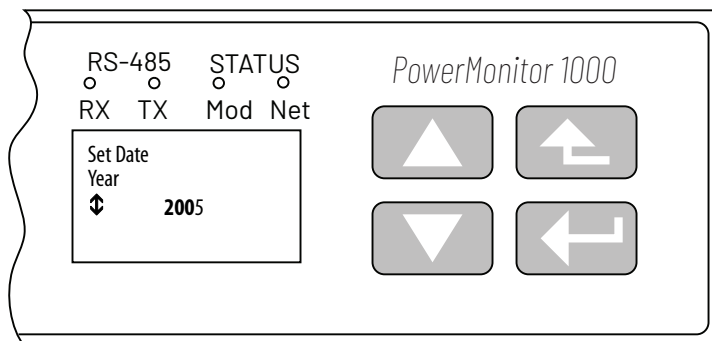 RS-485 STATUS
RX TX Mod Net
PowerMonitor 1000
Set Date
Year
2005